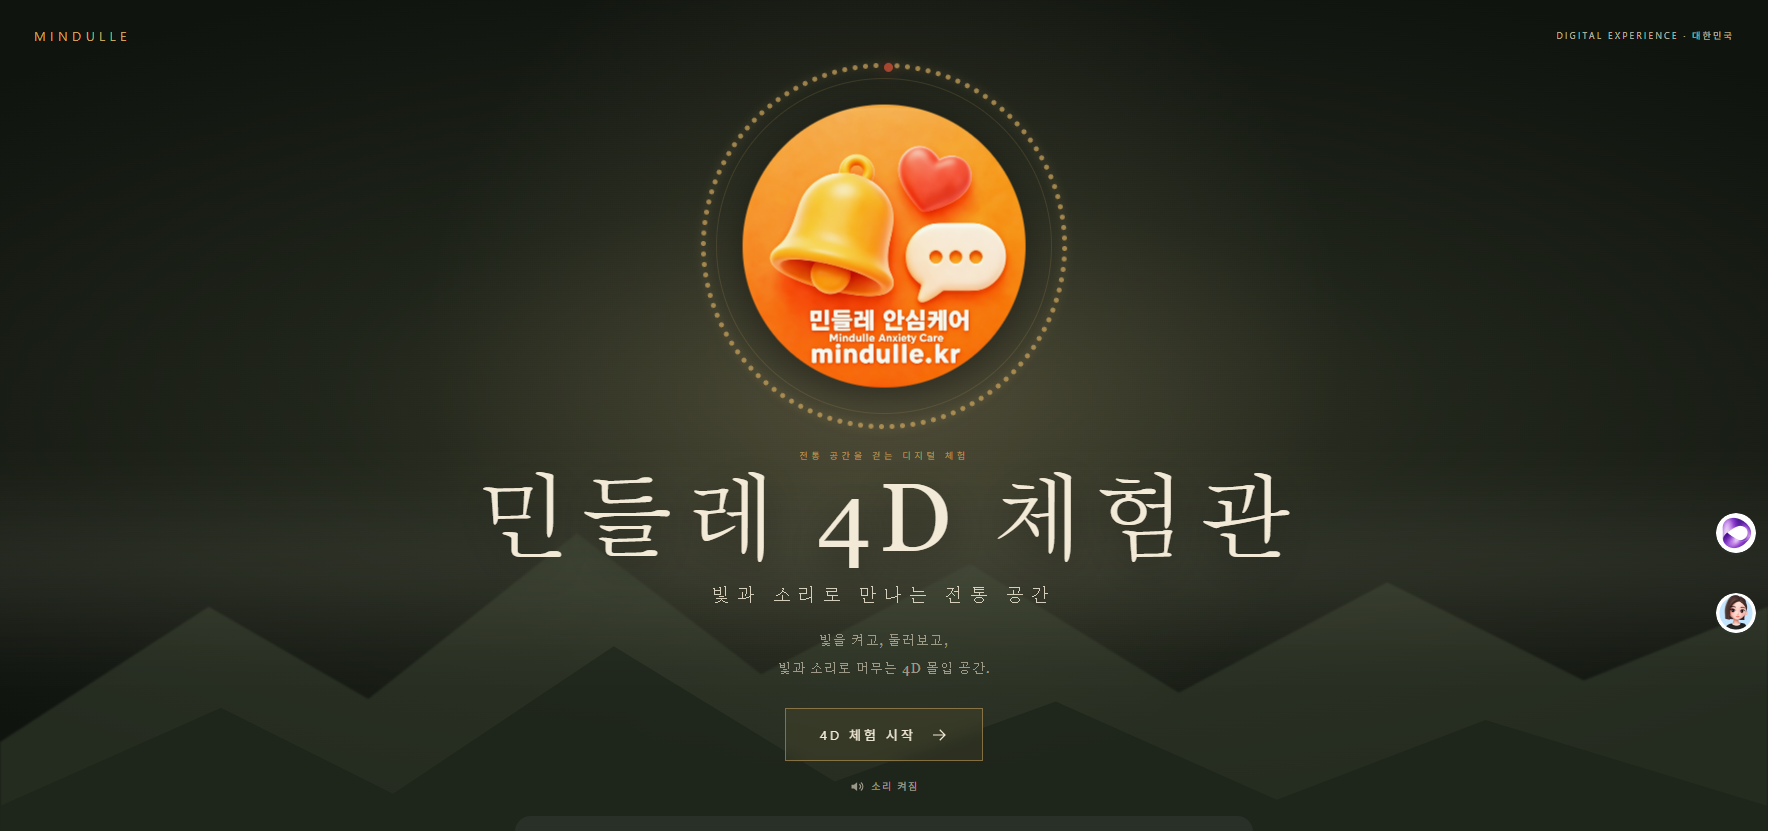 MINDULLE
DIGITAL EXPERIENCE · 대한민국
민들레 안심케어
Mindulle Anxiety Care
mindulle.kr
전통 공간을 걷는 디지털 체험
민들레 4D 체험관
빛과 소리로 만나는 전통 공간
빛을 켜고, 둘러보고,
빛과 소리로 머무는 4D 몰입 공간.
4D 체험 시작 →
소리 켜짐